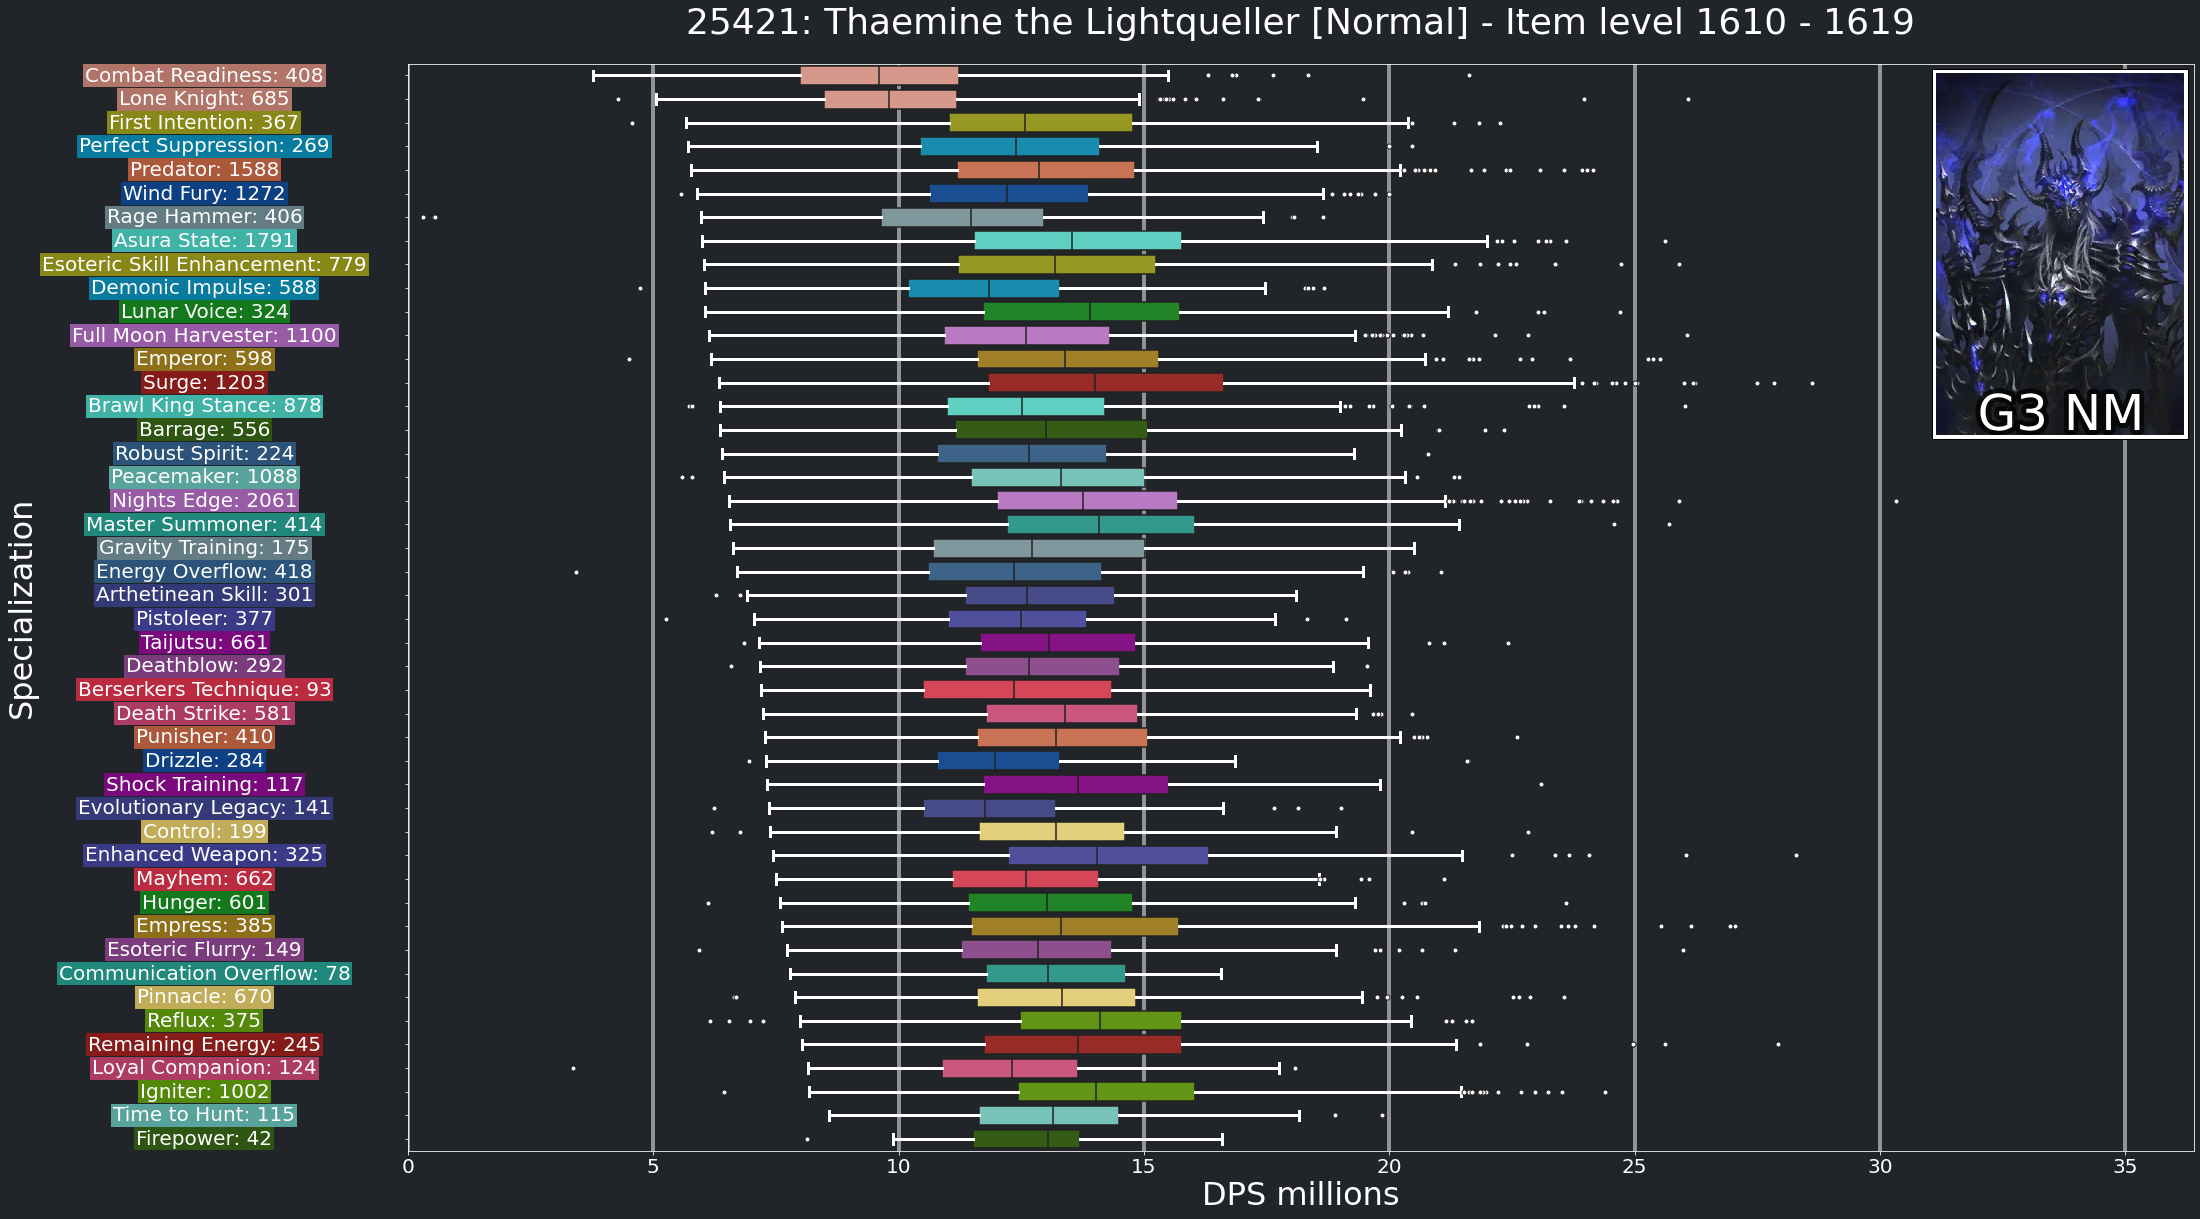 25421: Thaemine the Lightqueller [Normal] - Item level 1610 - 1619
Combat Readiness: 408
Lone Knight: 685
First Intention: 367
Perfect Suppression: 269
Predator: 1588
Wind Fury: 1272
Rage Hammer: 406
Asura State: 1791
Esoteric Skill Enhancement: 779
Demonic Impulse: 588
Lunar Voice: 324
Full Moon Harvester: 1100
Emperor: 598
Surge: 1203
Brawl King Stance: 878
Barrage: 556
Robust Spirit: 224
Peacemaker: 1088
Nights Edge: 2061
Master Summoner: 414
Gravity Training: 175
Energy Overflow: 418
Arthetinean Skill: 301
Pistoleer: 377
Taijutsu: 661
Deathblow: 292
Berserkers Technique: 93
Death Strike: 581
Punisher: 410
Drizzle: 284
Shock Training: 117
Evolutionary Legacy: 141
Control: 199
Enhanced Weapon: 325
Mayhem: 662
Hunger: 601
Empress: 385
Esoteric Flurry: 149
Communication Overflow: 78
Pinnacle: 670
Reflux: 375
Remaining Energy: 245
Loyal Companion: 124
Igniter: 1002
Time to Hunt: 115
Firepower: 42
Specialization
G3 NM
0 5 10 15 20 25 30 35
DPS millions